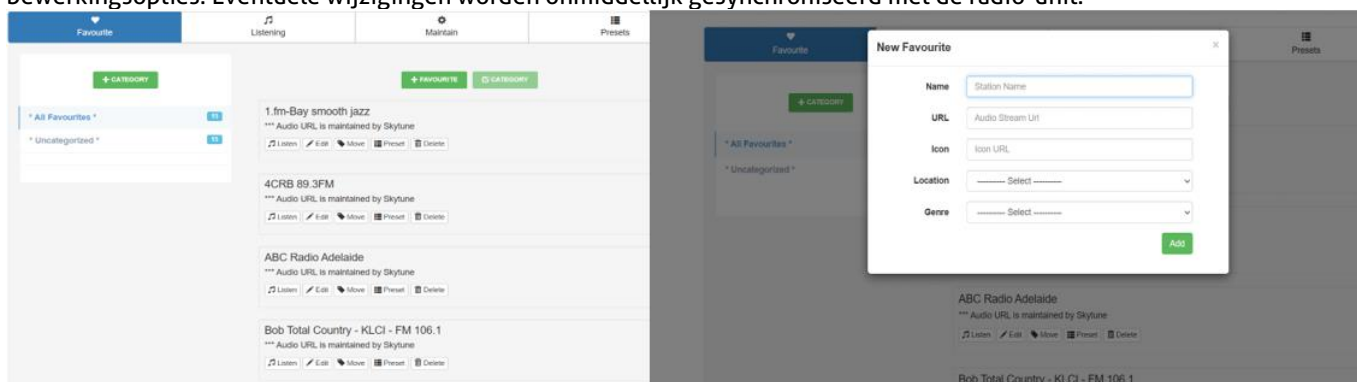 Bewerkingsopties. Eventuele wijzigingen worden onmiddellijk gesynchroniseerd met de radio-unit.
Favourite
Listening
Maintain
Presets
+ CATEGORY
* All Favourites *
15
* Uncategorized *
15
+ FAVOURITE
CATEGORY
1.fm-Bay smooth jazz
*** Audio URL is maintained by Skytune
Listen Edit Move Preset Delete
4CRB 89.3FM
*** Audio URL is maintained by Skytune
Listen Edit Move Preset Delete
ABC Radio Adelaide
*** Audio URL is maintained by Skytune
Listen Edit Move Preset Delete
Bob Total Country - KLCI - FM 106.1
*** Audio URL is maintained by Skytune
Listen Edit Move Preset Delete
Favourite
Presets
+ CATEGORY
* All Favourites *
* Uncategorized *
New Favourite
×
Name Station Name
URL Audio Stream Url
Icon Icon URL
Location ---------- Select ----------
Genre ---------- Select ----------
Add
ABC Radio Adelaide
*** Audio URL is maintained by Skytune
Listen Edit Move Preset Delete
Bob Total Country - KLCI - FM 106.1